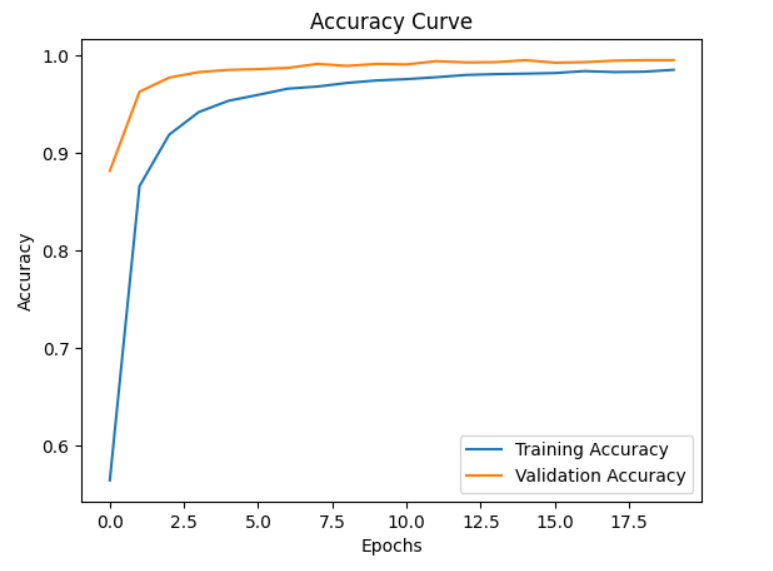 Accuracy Curve
1.0
0.9
0.8
0.7
0.6
Accuracy
Training Accuracy
Validation Accuracy
0.0 2.5 5.0 7.5 10.0 12.5 15.0 17.5
Epochs